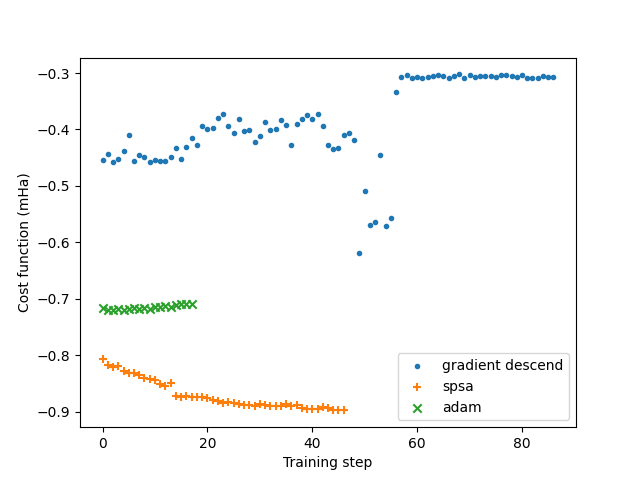 −0.3
−0.4
−0.5
−0.6
−0.7
−0.8
−0.9
Cost function (mHa)
gradient descend
spsa
adam
0
20
40
60
80
Training step